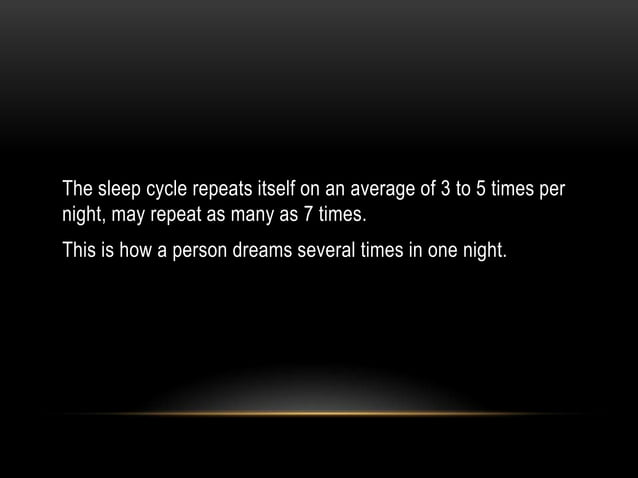 The sleep cycle repeats itself on an average of 3 to 5 times per
night, may repeat as many as 7 times.
This is how a person dreams several times in one night.